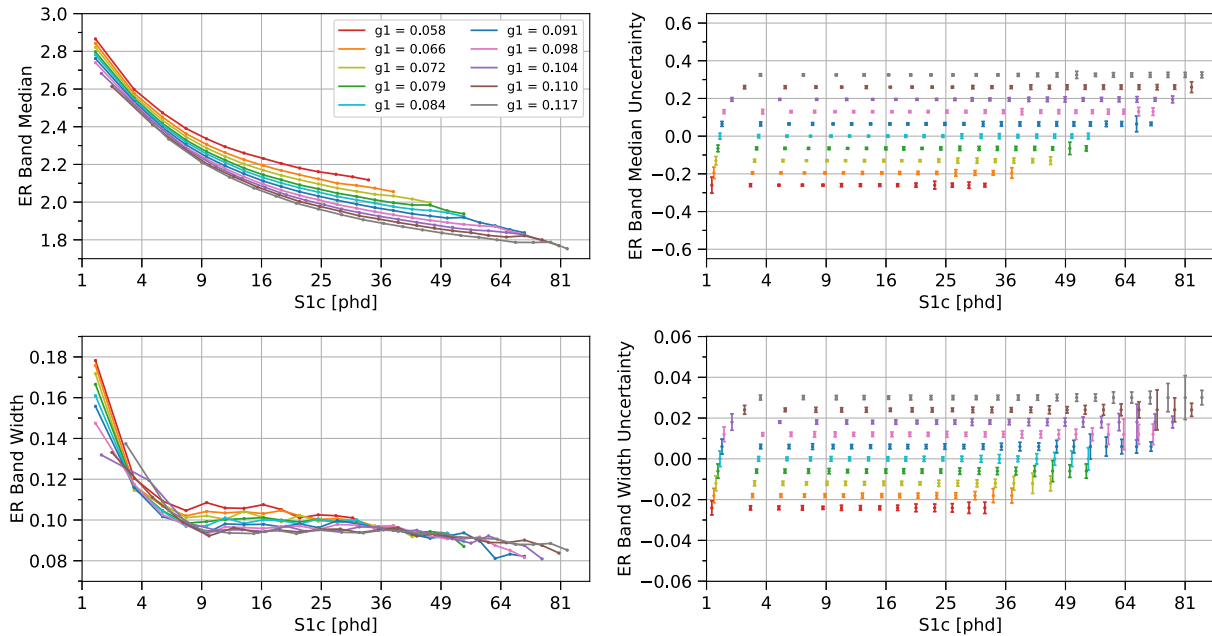 ER Band Median
3.0
2.8
2.6
2.4
2.2
2.0
1.8
g1 = 0.058
g1 = 0.066
g1 = 0.072
g1 = 0.079
g1 = 0.084
g1 = 0.091
g1 = 0.098
g1 = 0.104
g1 = 0.110
g1 = 0.117
1 4 9 16 25 36 49 64 81
S1c [phd]
ER Band Median Uncertainty
0.6
0.4
0.2
0.0
−0.2
−0.4
−0.6
1 4 9 16 25 36 49 64 81
S1c [phd]
ER Band Width
0.18
0.16
0.14
0.12
0.10
0.08
1 4 9 16 25 36 49 64 81
S1c [phd]
ER Band Width Uncertainty
0.06
0.04
0.02
0.00
−0.02
−0.04
−0.06
1 4 9 16 25 36 49 64 81
S1c [phd]